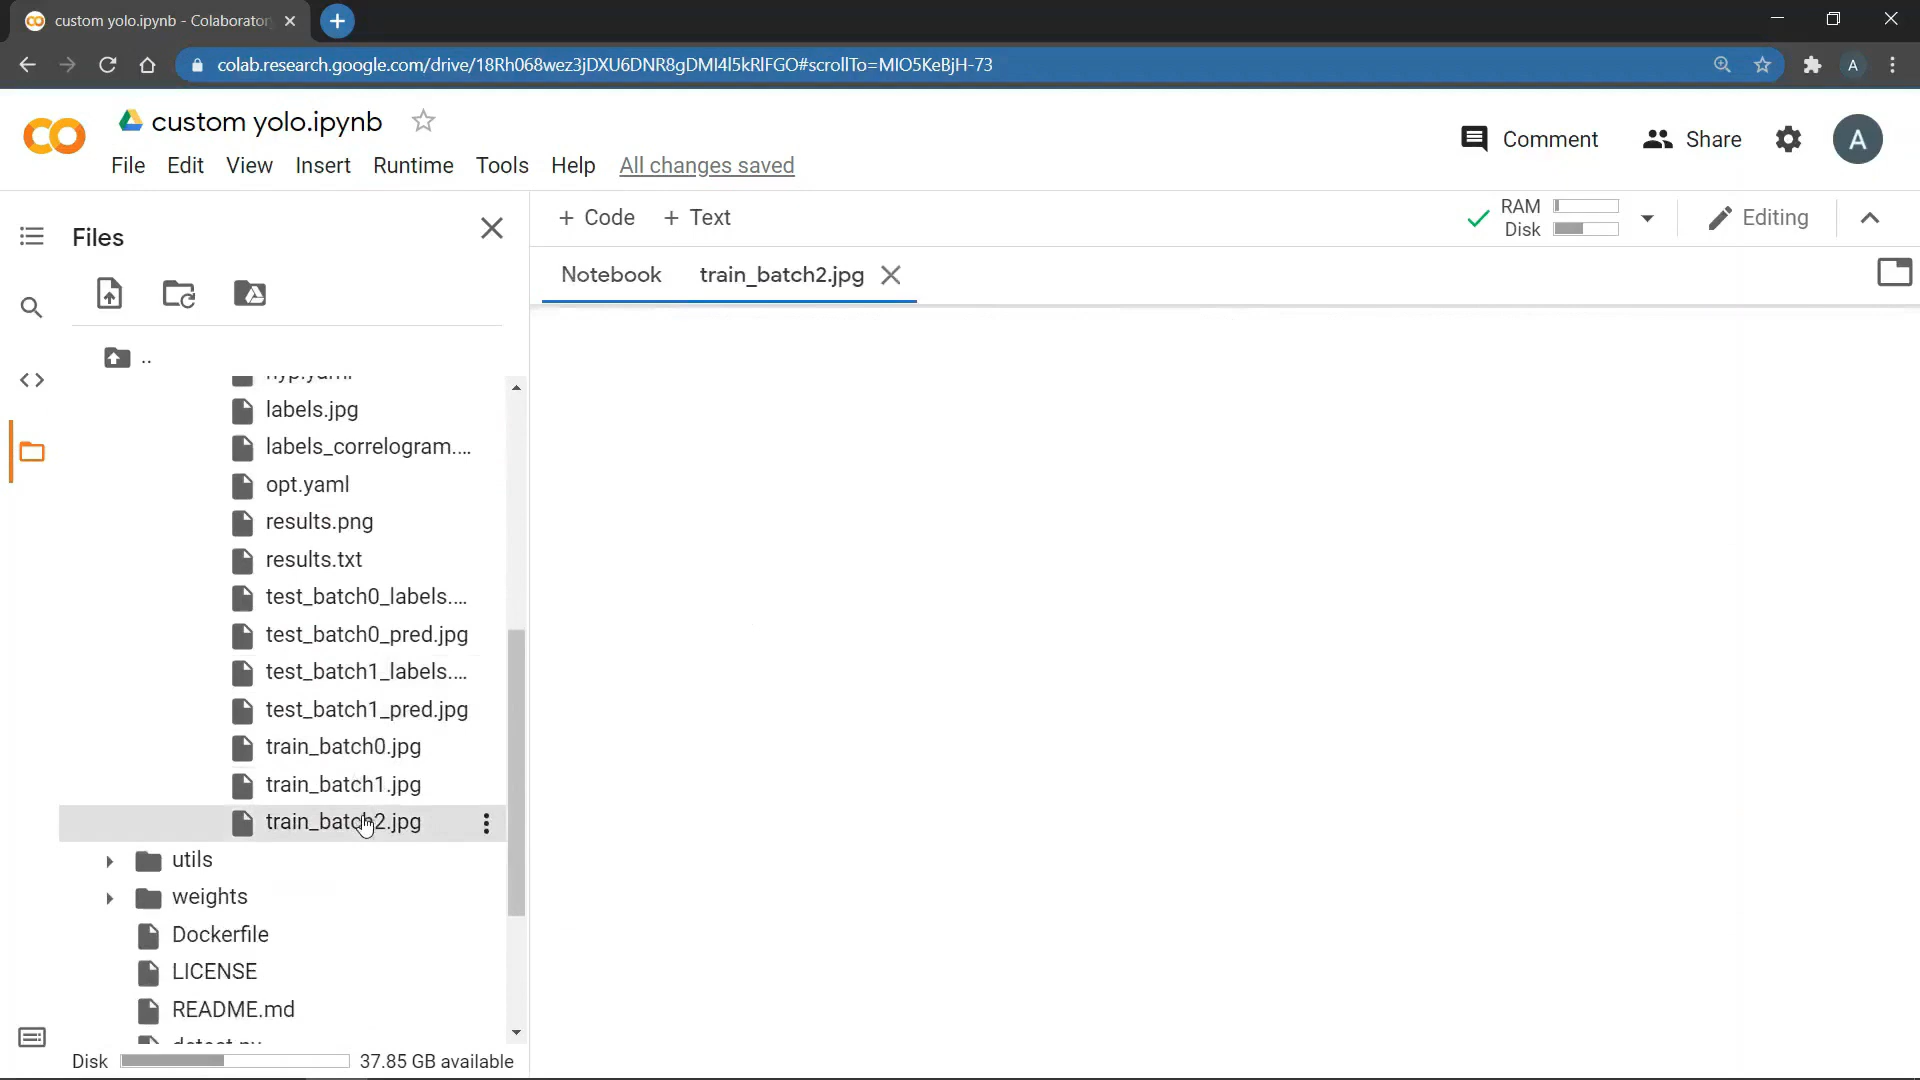 custom yolo.ipynb - Colaborator
colab.research.google.com/drive/18Rh068wez3jDXU6DNR8gDMI4l5kRlFGO#scrollTo=MIO5KeBjH-73
A
custom yolo.ipynb
Comment
Share
A
File Edit View Insert Runtime Tools Help All changes saved
Files
+ Code + Text
RAM
Disk
Editing
Notebook train_batch2.jpg
..
labels.jpg
labels_correlogram....
opt.yaml
results.png
results.txt
test_batch0_labels....
test_batch0_pred.jpg
test_batch1_labels....
test_batch1_pred.jpg
train_batch0.jpg
train_batch1.jpg
train_batch2.jpg
utils
weights
Dockerfile
LICENSE
README.md
Disk 37.85 GB available